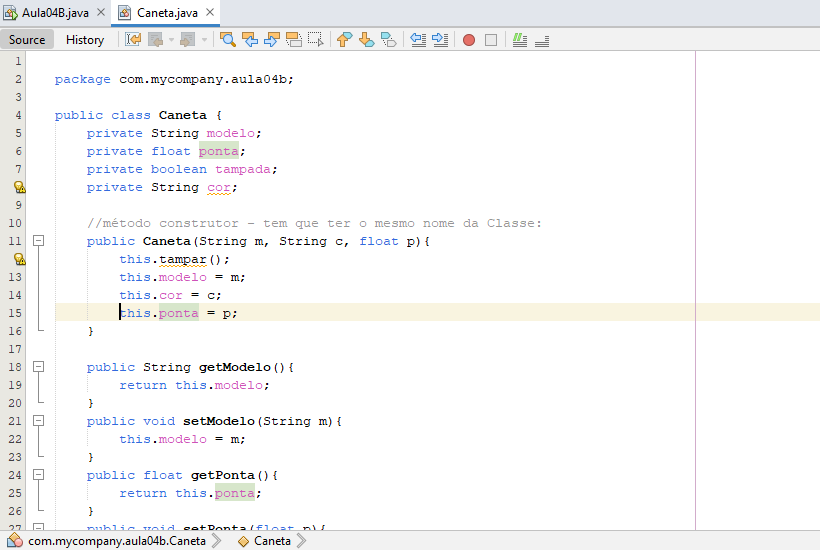 Aula04B.java Caneta.java
Source History
1
2 package com.mycompany.aula04b;
3
4 public class Caneta {
5 private String modelo;
6 private float ponta;
7 private boolean tampada;
private String cor;
9
10 //método construtor - tem que ter o mesmo nome da Classe:
11 public Caneta(String m, String c, float p){
this.tampar();
13 this.modelo = m;
14 this.cor = c;
15 this.ponta = p;
16 }
17
18 public String getModelo(){
19 return this.modelo;
20 }
21 public void setModelo(String m){
22 this.modelo = m;
23 }
24 public float getPonta(){
25 return this.ponta;
26 }
27 public void setPonta(float p){
com.mycompany.aula04b.Caneta Caneta